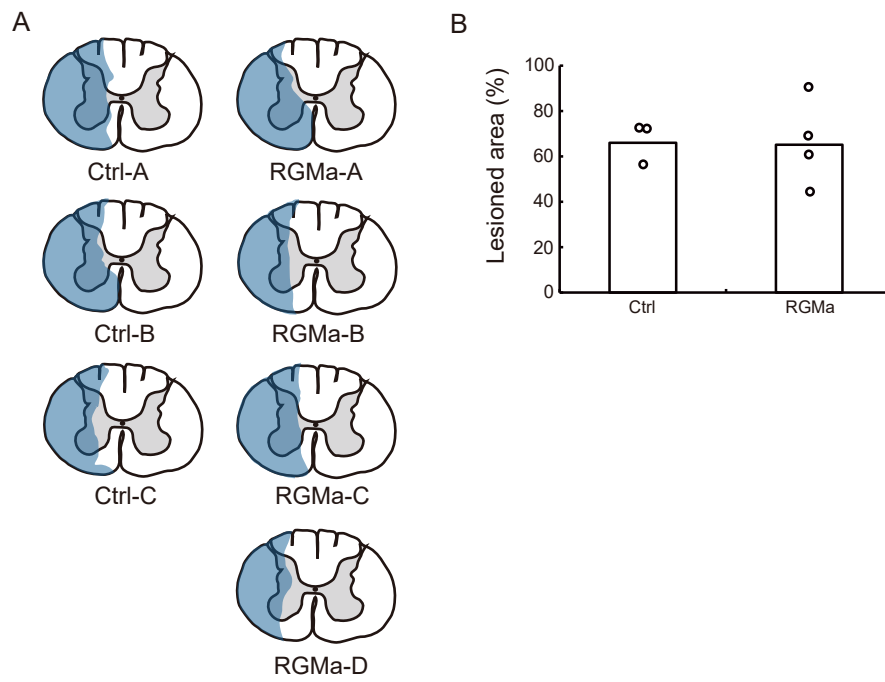 A
Ctrl-A
RGMa-A
Ctrl-B
RGMa-B
Ctrl-C
RGMa-C
RGMa-D
B
Lesioned area (%)
100
80
60
40
20
0
Ctrl
RGMa